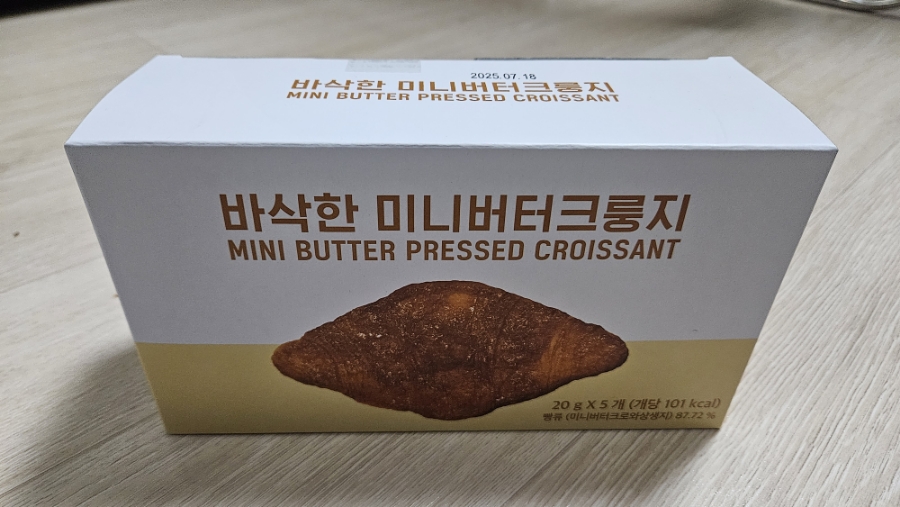 2025.07.18
바삭한 미니버터크룽지
MINI BUTTER PRESSED CROISSANT
바삭한 미니버터크룽지
MINI BUTTER PRESSED CROISSANT
20 g X 5 개 (개당 101 kcal)
빵류 (미니버터크로와상생지) 87.72 %